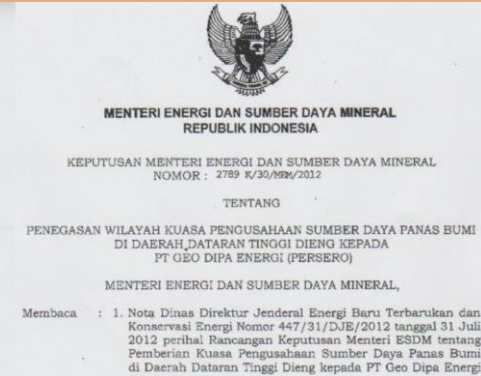 MENTERI ENERGI DAN SUMBER DAYA MINERAL
REPUBLIK INDONESIA
KEPUTUSAN MENTERI ENERGI DAN SUMBER DAYA MINERAL
NOMOR : 2789 K/30/MEM/2012
TENTANG
PENEGASAN WILAYAH KUASA PENGUSAHAAN SUMBER DAYA PANAS BUMI
DI DAERAH DATARAN TINGGI DIENG KEPADA
PT GEO DIPA ENERGI (PERSERO)
MENTERI ENERGI DAN SUMBER DAYA MINERAL,
Membaca : 1. Nota Dinas Direktur Jenderal Energi Baru Terbarukan dan
Konservasi Energi Nomor 447/31/DJE/2012 tanggal 31 Juli
2012 perihal Rancangan Keputusan Menteri ESDM tentang
Pemberian Kuasa Pengusahaan Sumber Daya Panas Bumi
di Daerah Dataran Tinggi Dieng kepada PT Geo Dipa Energi